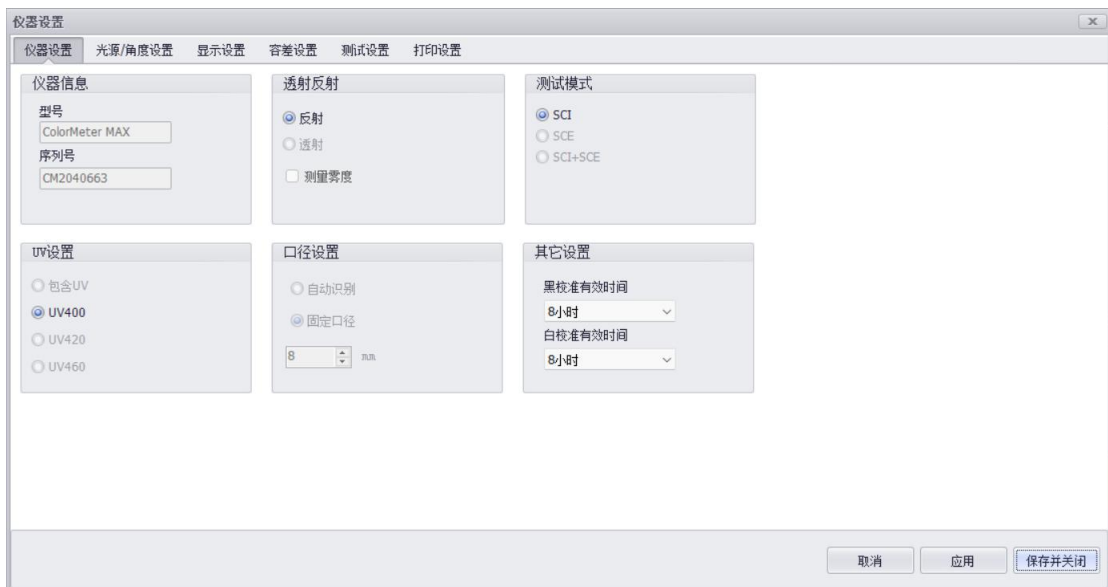 仪器设置
仪器设置 光源/角度设置 显示设置 容差设置 测试设置 打印设置
仪器信息
型号
ColorMeter MAX
序列号
CM2040663
透射反射
反射
透射
测量雾度
测试模式
SCI
SCE
SCI+SCE
UV设置
包含UV
UV400
UV420
UV460
口径设置
自动识别
固定口径
8 mm
其它设置
黑校准有效时间
8小时
白校准有效时间
8小时
取消 应用 保存并关闭